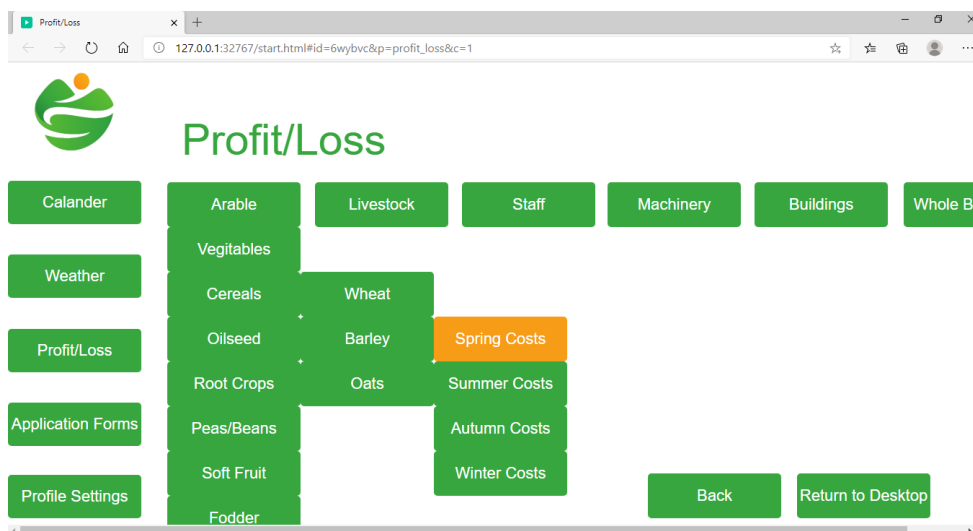 Profit/Loss
127.0.0.1:32767/start.html#id=6wybvc&p=profit_loss&c=1
Profit/Loss
Calander
Arable
Livestock
Staff
Machinery
Buildings
Whole B
Vegitables
Weather
Cereals
Wheat
Profit/Loss
Oilseed
Barley
Spring Costs
Root Crops
Oats
Summer Costs
Application Forms
Peas/Beans
Autumn Costs
Soft Fruit
Winter Costs
Profile Settings
Back
Return to Desktop
Fodder